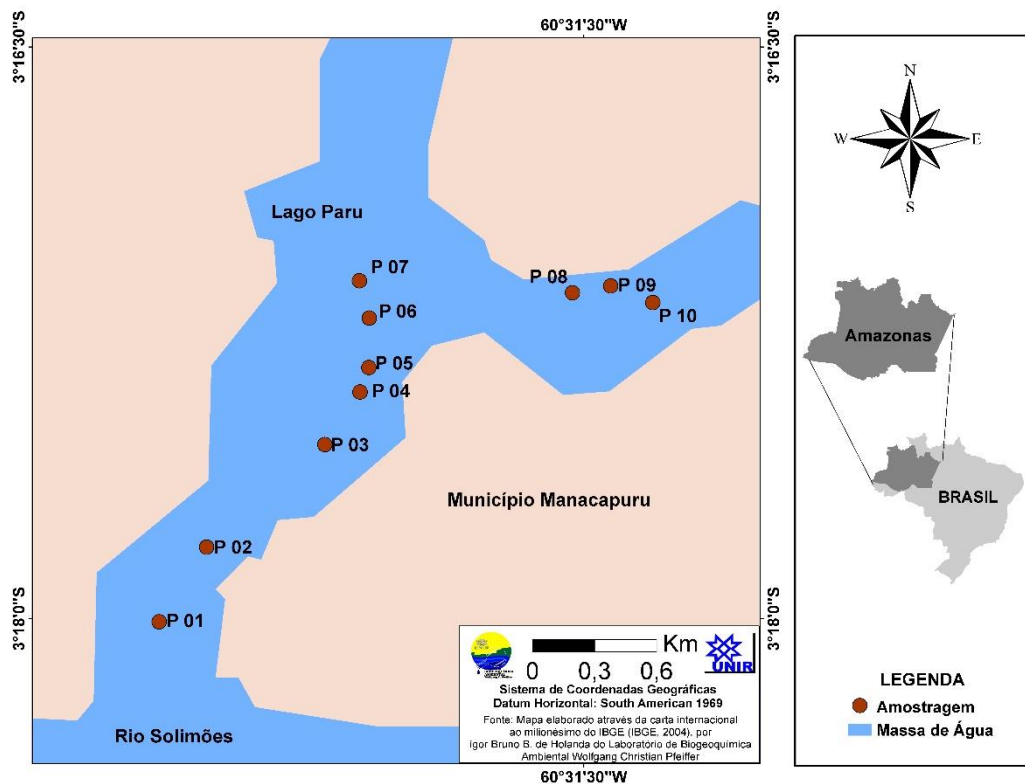 60°31'30"W
3°16'30"S
3°16'30"S
N
W
E
S
Lago Paru
P 07
P 08
P 09
P 10
P 06
P 05
P 04
P 03
Amazonas
Município Manacapuru
BRASIL
P 02
P 01
3°18'0"S
3°18'0"S
Km
0 0,3 0,6
UNIR
Sistema de Coordenadas Geográficas
Datum Horizontal: South American 1969
Fonte: Mapa elaborado através da carta internacional
ao milionésimo do IBGE (IBGE, 2004). por
Igor Bruno B. de Holanda do Laboratório de Biogeoquímica
Ambiental Wolfgang Christian Pfeiffer
Rio Solimões
60°31'30"W
LEGENDA
Amostragem
Massa de Água